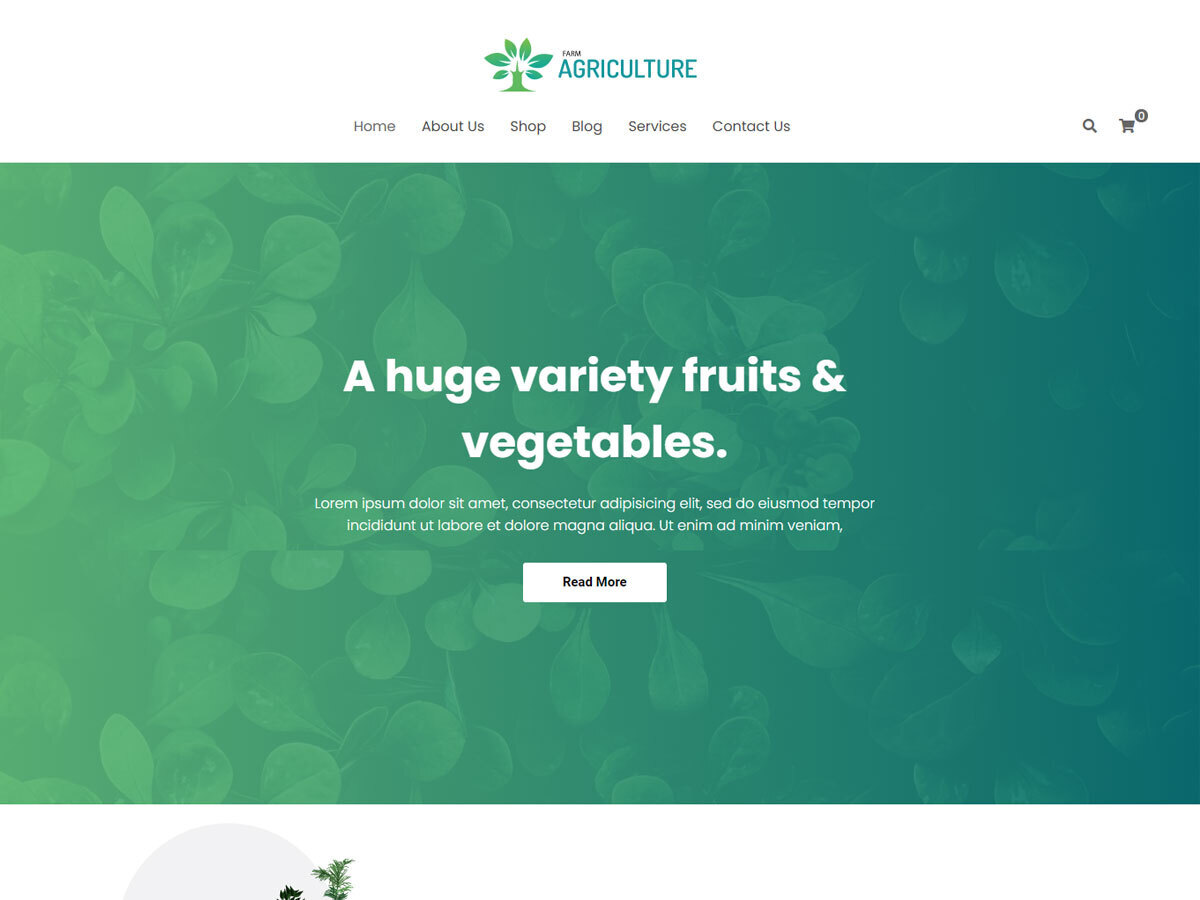 FARM
AGRICULTURE
Home About Us Shop Blog Services Contact Us
0
A huge variety fruits &
vegetables.
Lorem ipsum dolor sit amet, consectetur adipisicing elit, sed do eiusmod tempor
incididunt ut labore et dolore magna aliqua. Ut enim ad minim veniam,
Read More